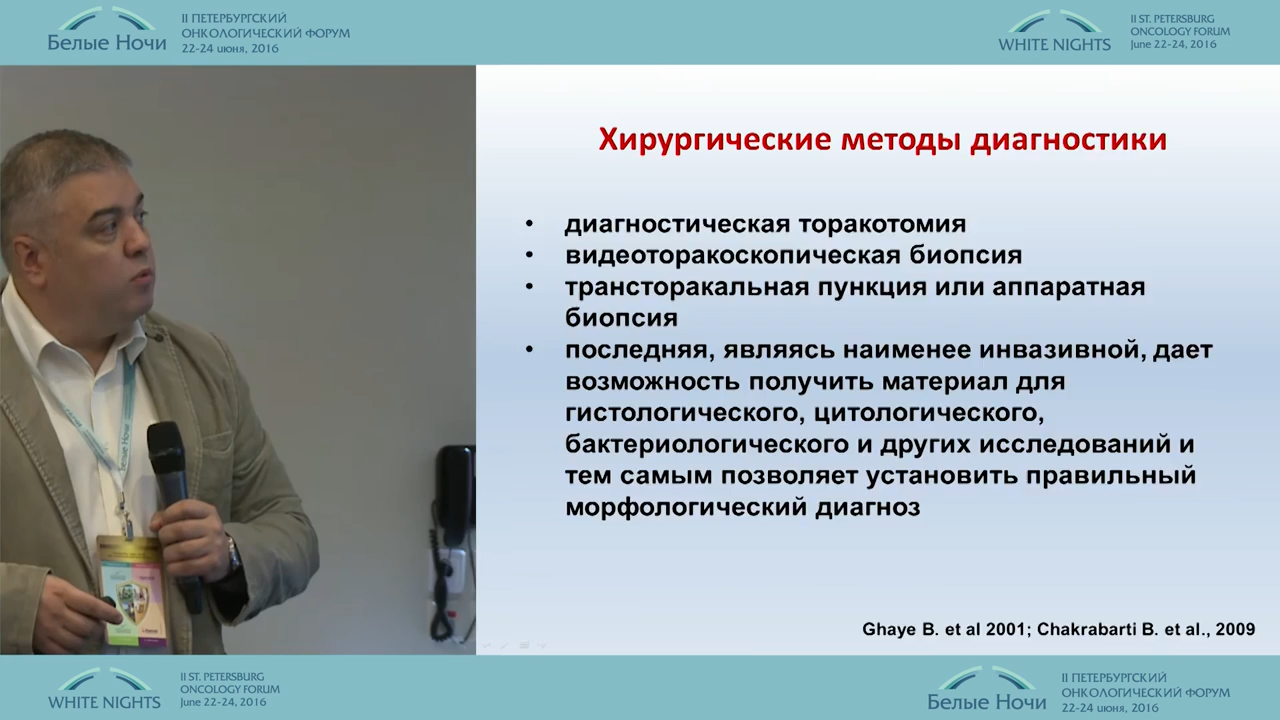 Белые Ночи
II ПЕТЕРБУРГСКИЙ
ОНКОЛОГИЧЕСКИЙ ФОРУМ
22-24 июня, 2016
WHITE NIGHTS
II ST. PETERSBURG
ONCOLOGY FORUM
June 22-24, 2016
Хирургические методы диагностики
• диагностическая торакотомия
• видеоторакоскопическая биопсия
• трансторакальная пункция или аппаратная
биопсия
• последняя, являясь наименее инвазивной, дает
возможность получить материал для
гистологического, цитологического,
бактериологического и других исследований и
тем самым позволяет установить правильный
морфологический диагноз
Ghaye B. et al 2001; Chakrabarti B. et al., 2009
WHITE NIGHTS
II ST. PETERSBURG
ONCOLOGY FORUM
June 22-24, 2016
Белые Ночи
II ПЕТЕРБУРГСКИЙ
ОНКОЛОГИЧЕСКИЙ ФОРУМ
22-24 июня, 2016